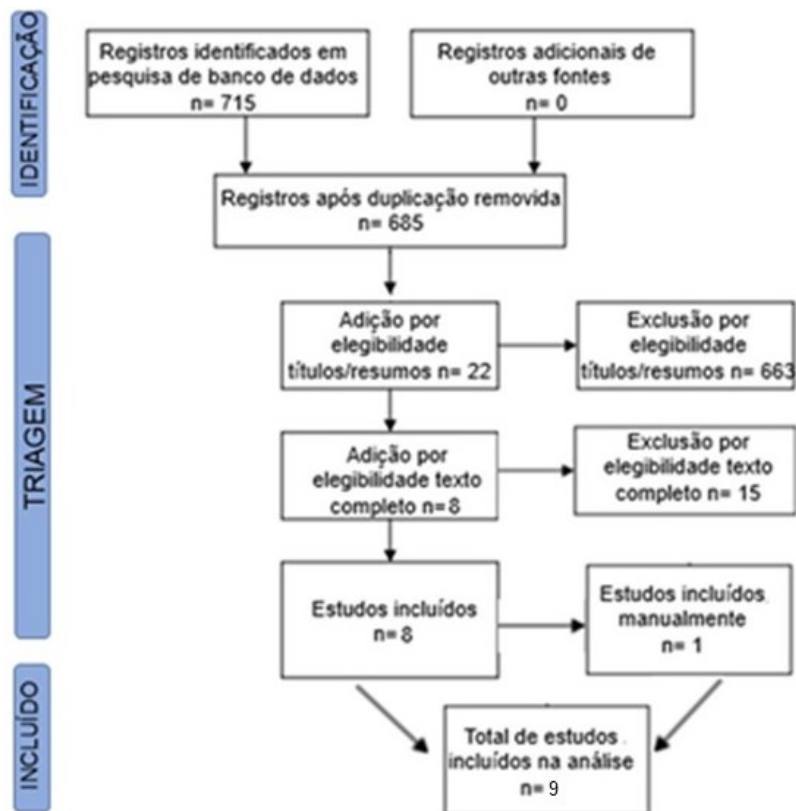 IDENTIFICAÇÃO
Registros identificados em
pesquisa de banco de dados
n= 715
Registros adicionais de
outras fontes
n= 0
Registros após duplicação removida
n= 685
TRIAGEM
Adição por
elegibilidade
títulos/resumos n= 22
Exclusão por
elegibilidade
títulos/resumos n= 663
Adição por
elegibilidade texto
completo n= 8
Exclusão por
elegibilidade texto
completo n= 15
Estudos incluídos
n= 8
Estudos incluídos
manualmente
n= 1
INCLUÍDO
Total de estudos
incluídos na análise
n= 9